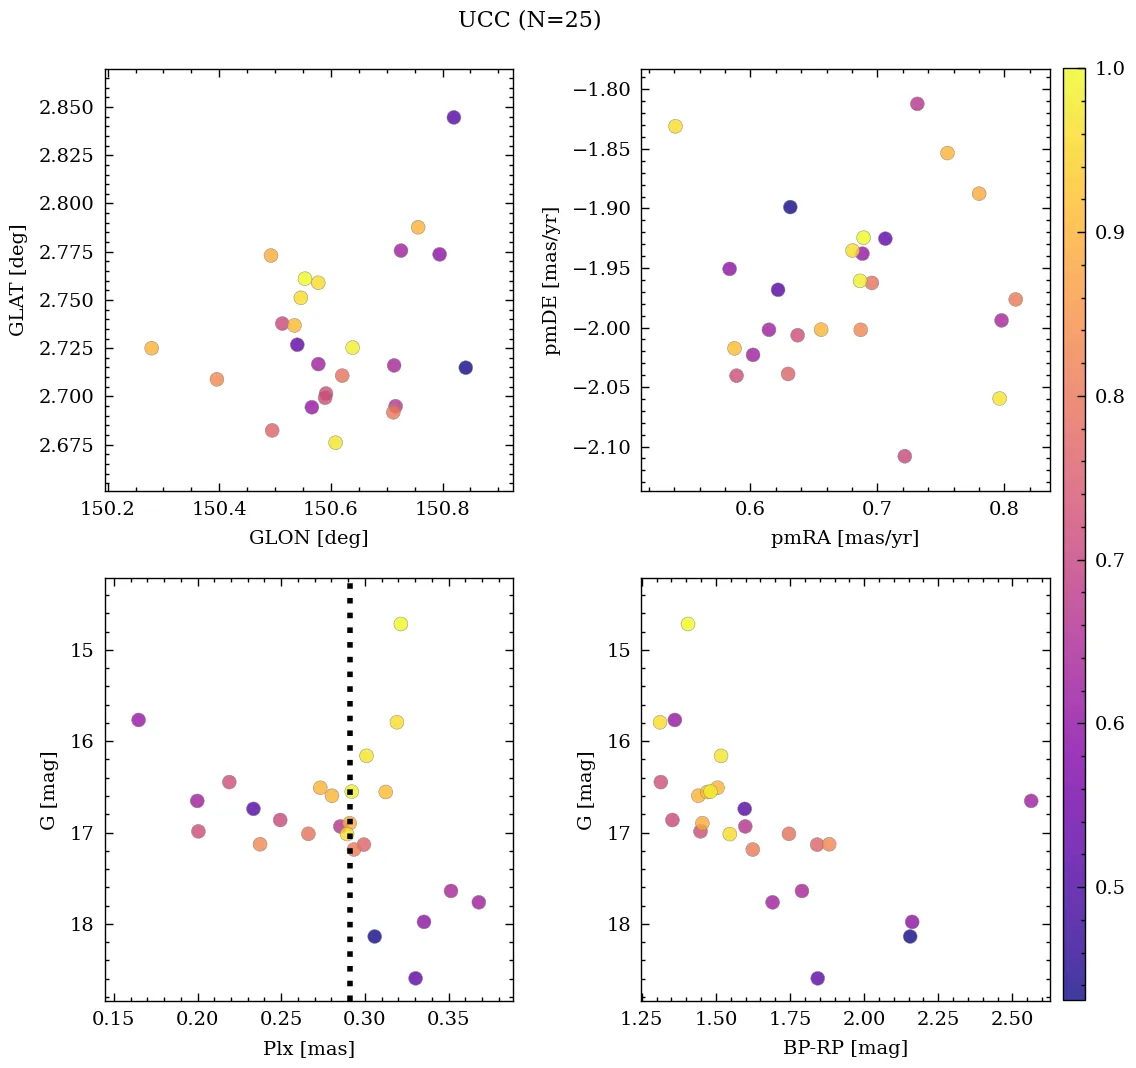 UCC (N=25)
2.850
2.825
2.800
2.775
2.750
2.725
2.700
2.675
GLAT [deg]
150.2 150.4 150.6 150.8
GLON [deg]
−1.80
−1.85
−1.90
−1.95
−2.00
−2.05
−2.10
pmDE [mas/yr]
0.6 0.7 0.8
pmRA [mas/yr]
15
16
17
18
G [mag]
0.15 0.20 0.25 0.30 0.35
Plx [mas]
15
16
17
18
G [mag]
1.25 1.50 1.75 2.00 2.25 2.50
BP-RP [mag]
1.0
0.9
0.8
0.7
0.6
0.5